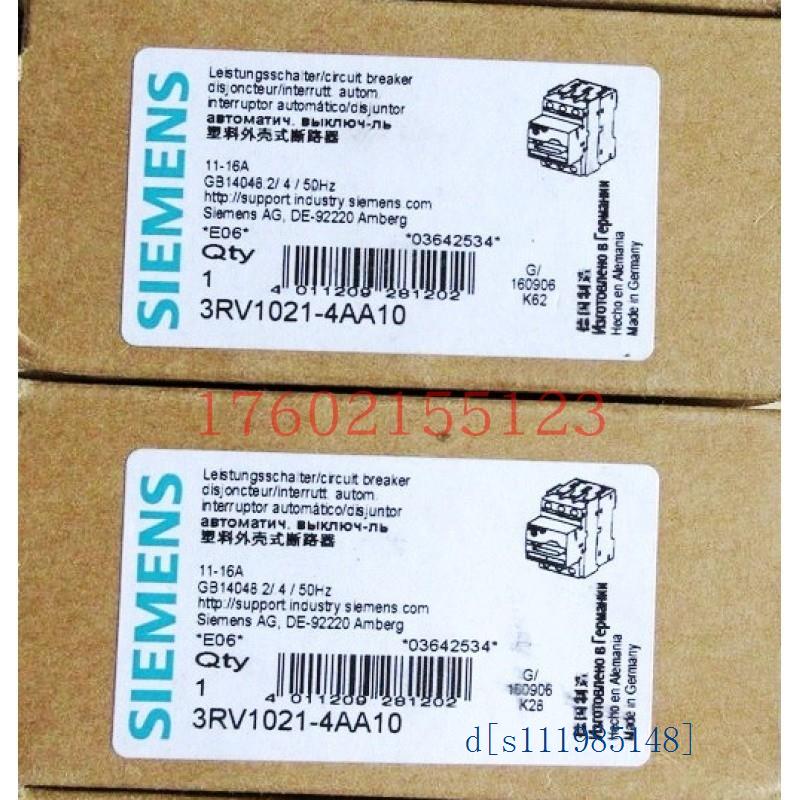 SIEMENS
Leistungsschalter/circuit breaker
disjoncteur/interrutt. autom.
interruptor automático/disjuntor
автоматич. выключ-ль
塑料外壳式断路器
11-16A
GB14048.2/ 4 / 50Hz
http://support industry siemens com
Siemens AG, DE-92220 Amberg
*E06* *03642534*
Qty
1
4 011209 281202
3RV1021-4AA10
G/
160906
K62
德国制造
Изготовлено в Германии
Hecho en Alemania
Made in Germany
17602155123
SIEMENS
Leistungsschalter/circuit breaker
disjoncteur/interrutt. autom.
interruptor automático/disjuntor
автоматич. выключ-ль
塑料外壳式断路器
11-16A
GB14048 2/ 4 / 50Hz
http://support industry siemens com
Siemens AG, DE-92220 Amberg
*E06* *03642534*
Qty
1
4 011209 281202
3RV1021-4AA10
G/
160906
K28
德国制造
Изготовлено в Германии
Hecho en Alemania
Made in Germany
d[s111985148]